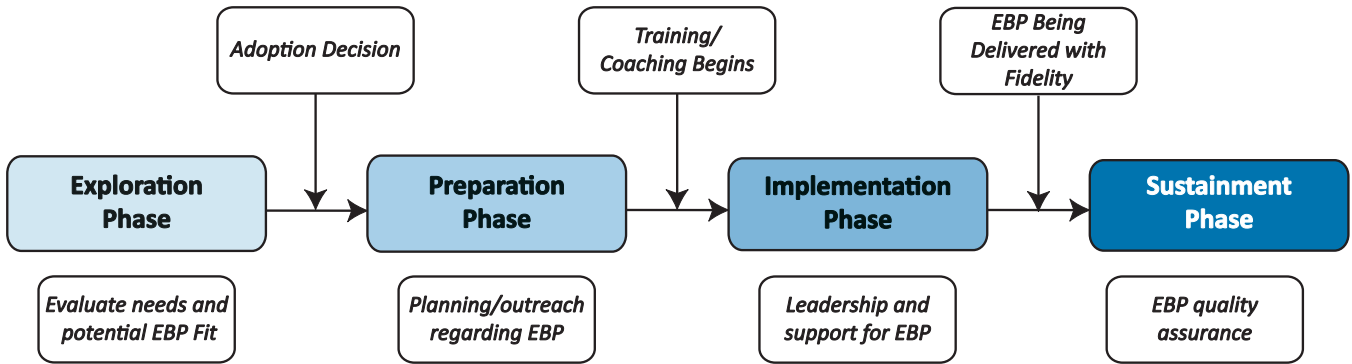 Adoption Decision
Training/
Coaching Begins
EBP Being
Delivered with
Fidelity
Exploration
Phase
Preparation
Phase
Implementation
Phase
Sustainment
Phase
Evaluate needs and
potential EBP Fit
Planning/outreach
regarding EBP
Leadership and
support for EBP
EBP quality
assurance